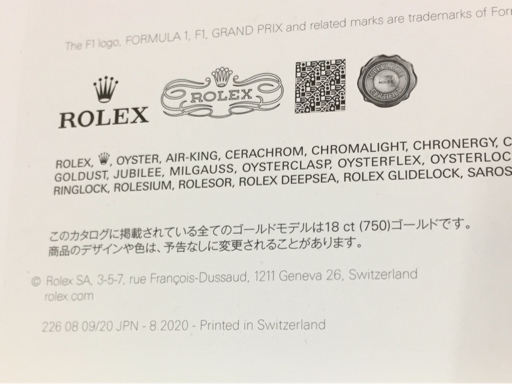 The F1 logo, FORMULA 1, F1, GRAND PRIX and related marks are trademarks of
ROLEX
ROLEX
ROLEX, , OYSTER, AIR-KING, CERACHROM, CHROMALIGHT, CHRONERGY,
GOLDUST, JUBILEE, MILGAUSS, OYSTERCLASP, OYSTERFLEX, OYSTERLOC
RINGLOCK, ROLESIUM, ROLESOR, ROLEX DEEPSEA, ROLEX GLIDELOCK, SAROS
このカタログに掲載されている全てのゴールドモデルは18 ct (750)ゴールドです。
商品のデザインや色は、予告なしに変更されることがあります。
© Rolex SA, 3-5-7, rue François-Dussaud, 1211 Geneva 26, Switzerland
rolex.com
226 08 09/20 JPN - 8.2020 - Printed in Switzerland